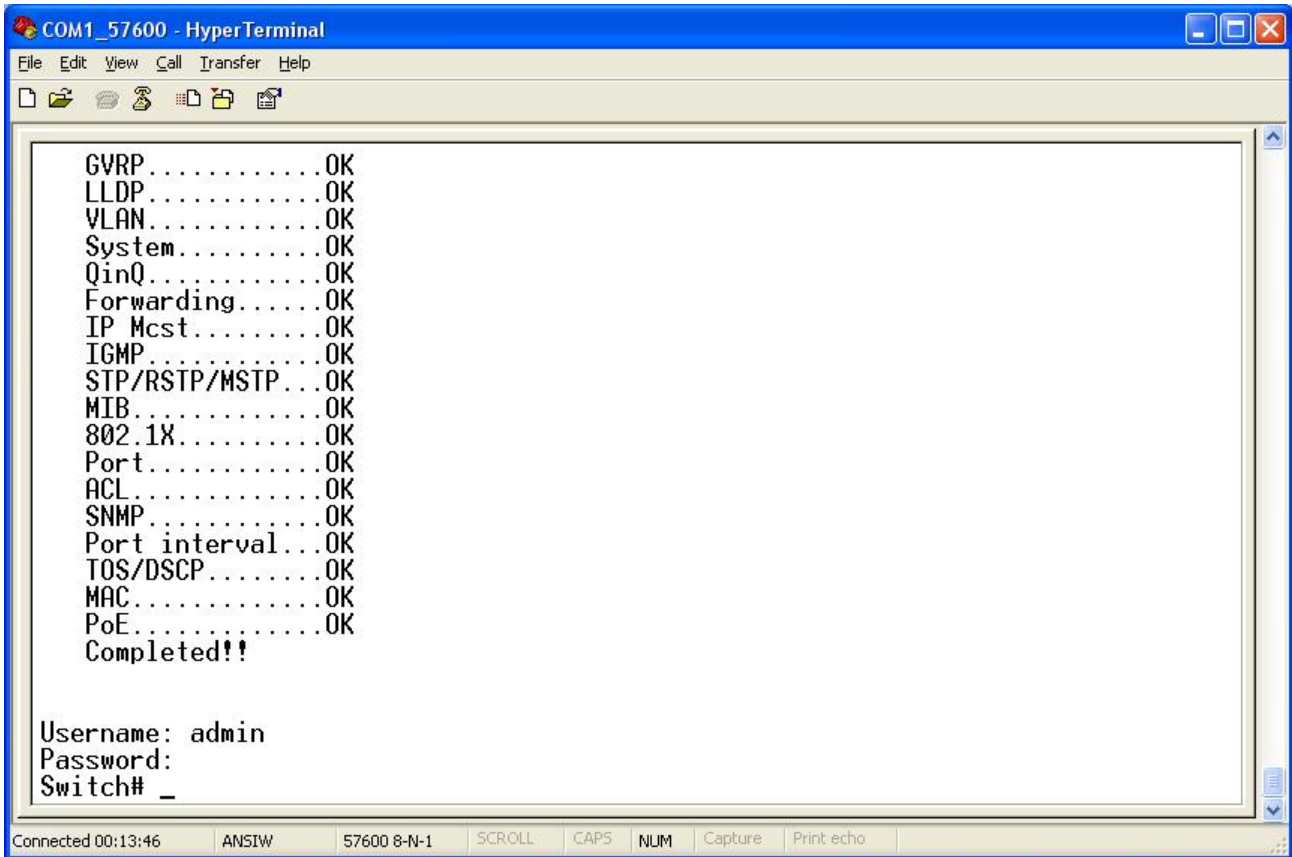 COM1_57600 - HyperTerminal
File Edit View Call Transfer Help
GVRP.............OK
LLDP.............OK
VLAN.............OK
System...........OK
QinQ.............OK
Forwarding.......OK
IP Mcst..........OK
IGMP.............OK
STP/RSTP/MSTP...OK
MIB..............OK
802.1X...........OK
Port.............OK
ACL..............OK
SNMP.............OK
Port interval...OK
TOS/DSCP.........OK
MAC..............OK
PoE..............OK
Completed!!
Username: admin
Password:
Switch# _
Connected 00:13:46 ANSIW 57600 8-N-1 SCROLL CAPS NUM Capture Print echo